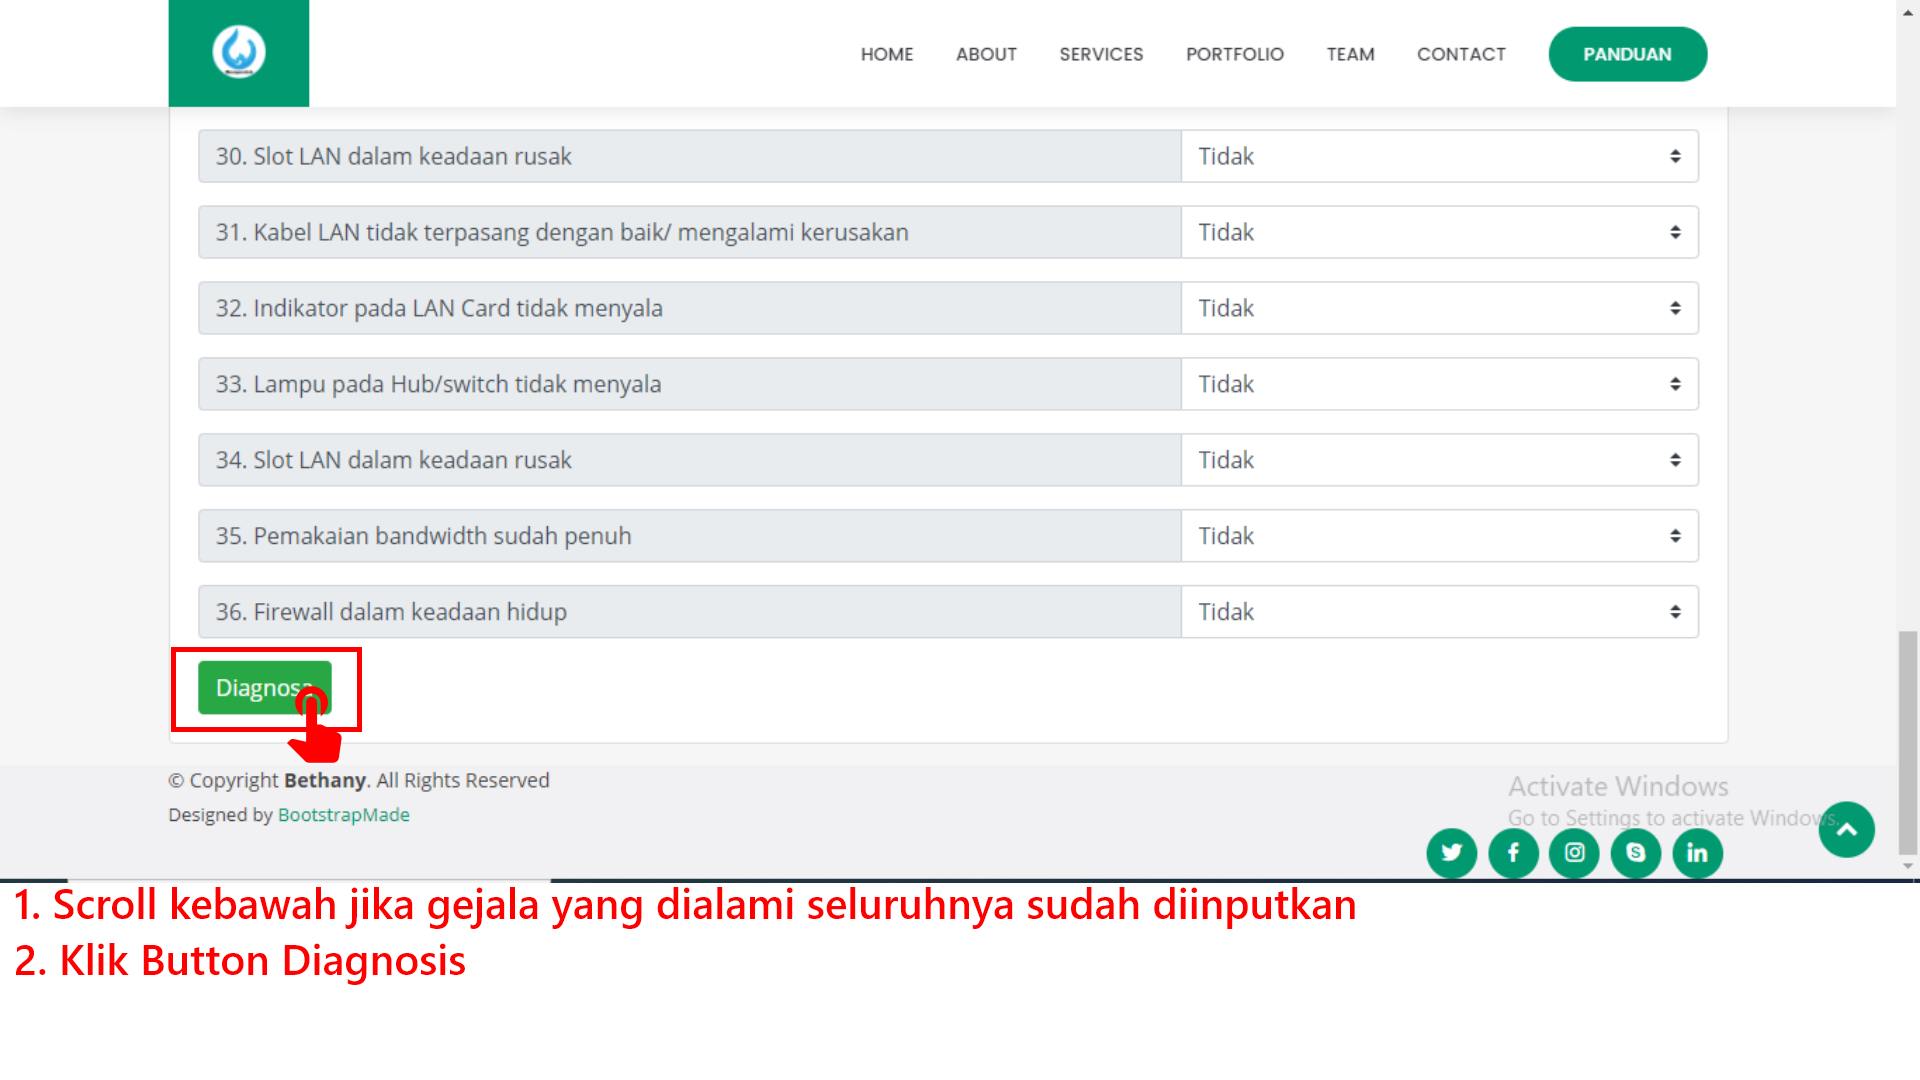 HOME ABOUT SERVICES PORTFOLIO TEAM CONTACT PANDUAN
30. Slot LAN dalam keadaan rusak Tidak
31. Kabel LAN tidak terpasang dengan baik/ mengalami kerusakan Tidak
32. Indikator pada LAN Card tidak menyala Tidak
33. Lampu pada Hub/switch tidak menyala Tidak
34. Slot LAN dalam keadaan rusak Tidak
35. Pemakaian bandwidth sudah penuh Tidak
36. Firewall dalam keadaan hidup Tidak
Diagnosa
© Copyright Bethany. All Rights Reserved
Designed by BootstrapMade
Activate Windows
Go to Settings to activate Windows.
1. Scroll kebawah jika gejala yang dialami seluruhnya sudah diinputkan
2. Klik Button Diagnosis